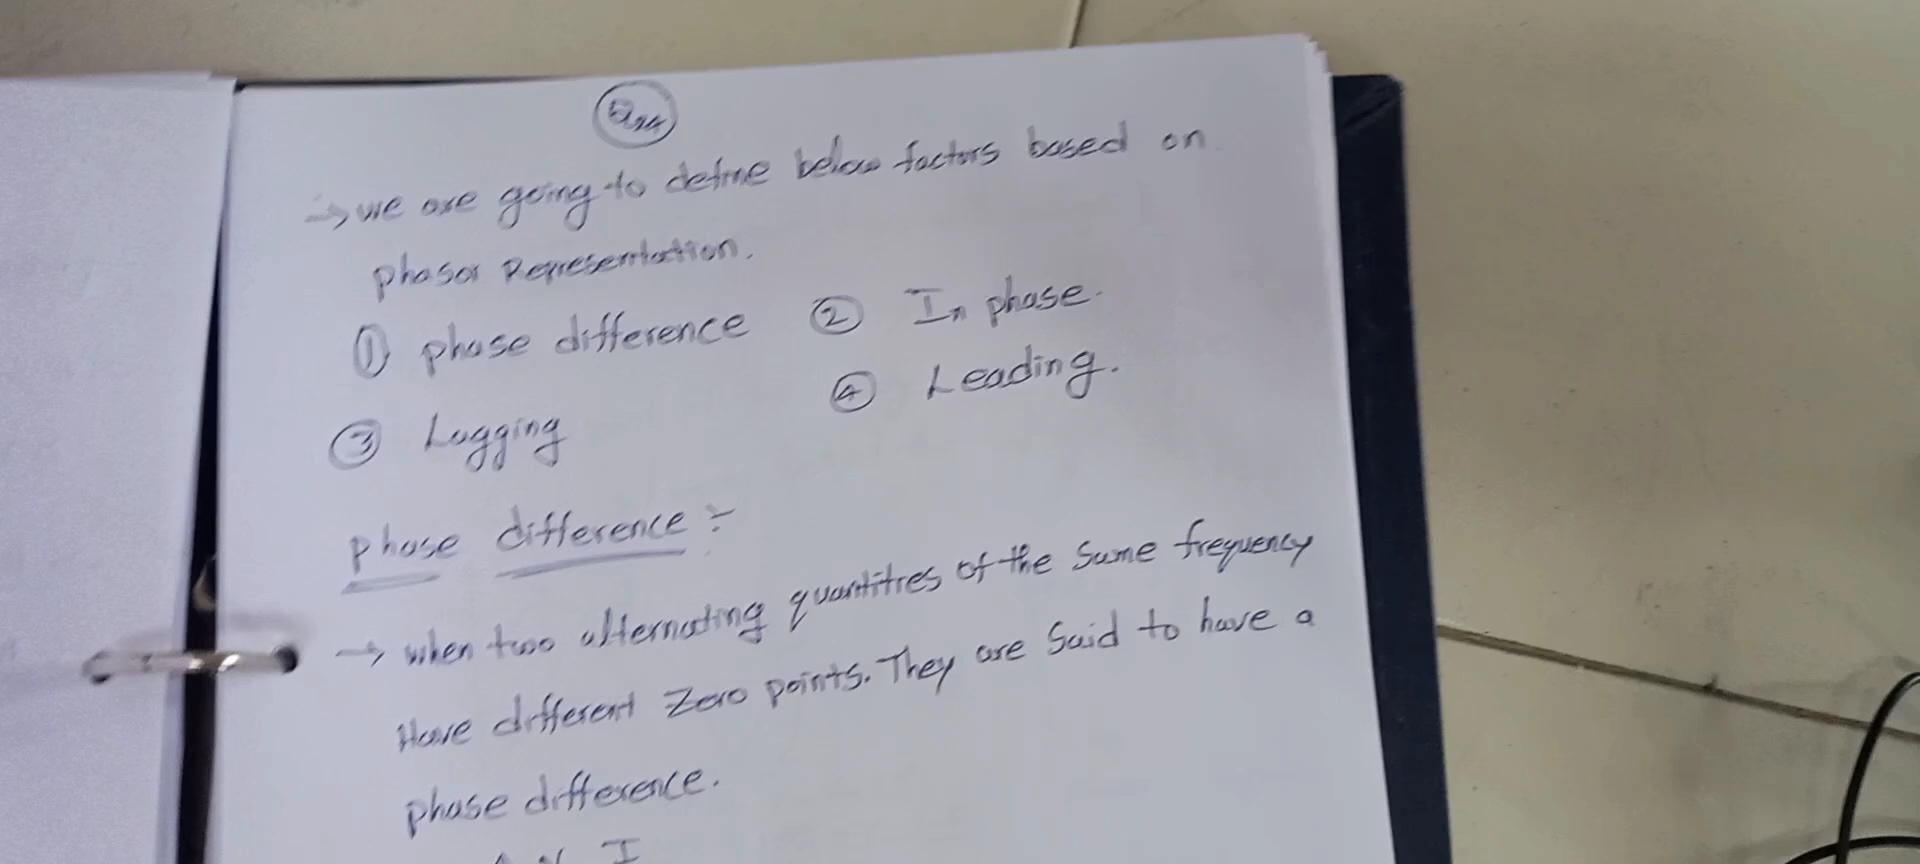 → we are going to define below factors based on
phasor Representation.
① phase difference ② In phase.
③ Lagging ④ Leading.
phase difference :-
→ when two alternating quantities of the same frequency
Have different Zero points. They are Said to have a
phase difference.